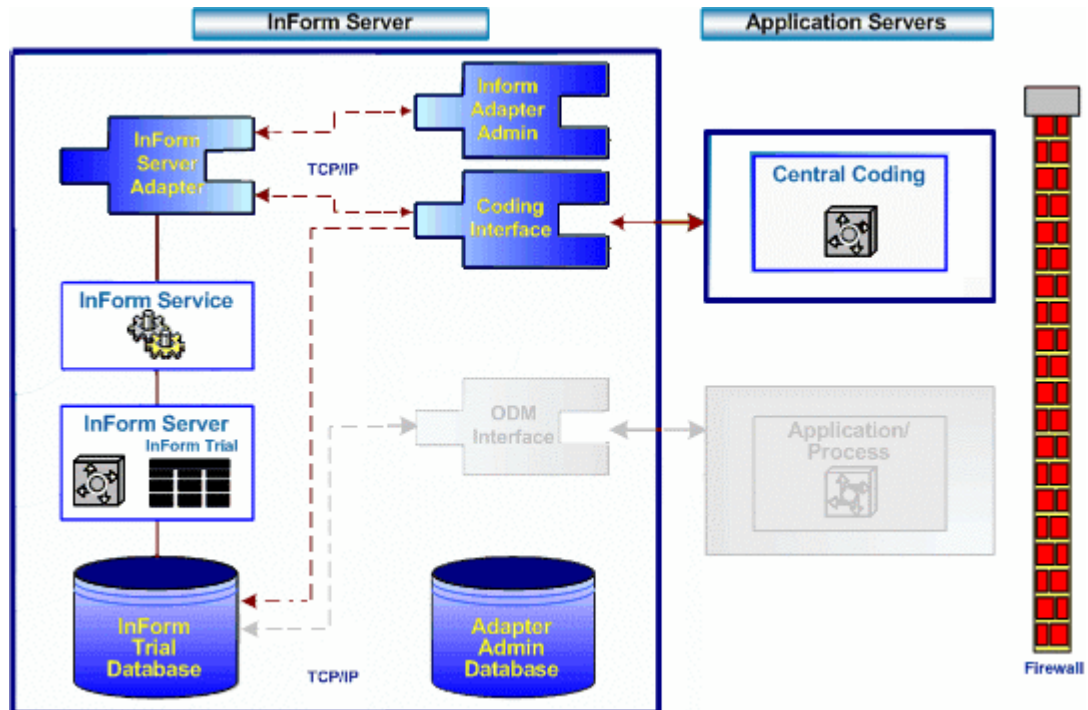 InForm Server
Application Servers
Inform
Adapter
Admin
InForm
Server
Adapter
TCP/IP
Coding
Interface
Central Coding
InForm Service
InForm Server
InForm Trial
ODM
Interface
Application/
Process
InForm
Trial
Database
Adapter
Admin
Database
TCP/IP
Firewall